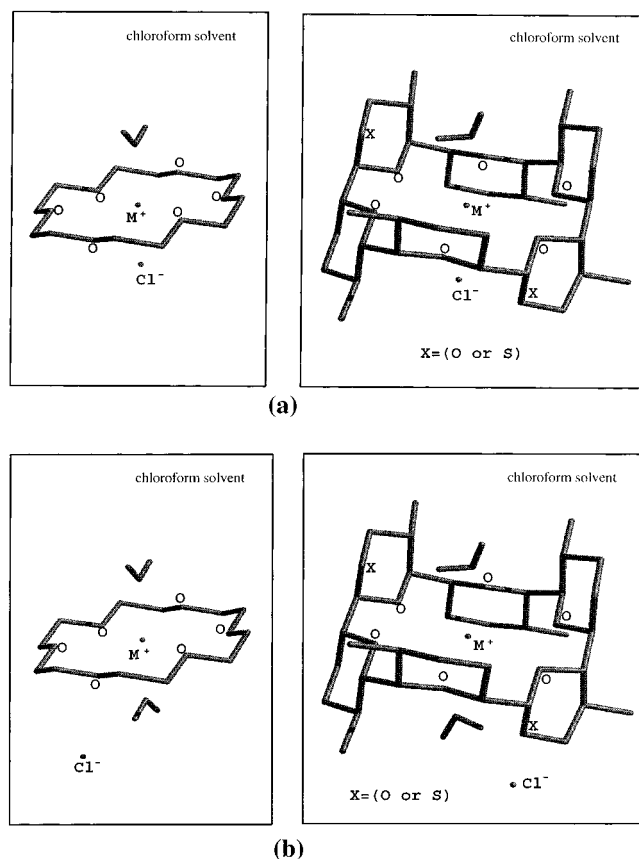 chloroform solvent
O
O
O
O
O
O
M+
Cl-
chloroform solvent
X
O
O
O
O
M+
O
O
Cl-
X
X=(O or S)
(a)
chloroform solvent
O
O
O
O
O
O
M+
Cl-
chloroform solvent
X
O
O
O
O
M+
O
O
X
X=(O or S)
Cl-
(b)